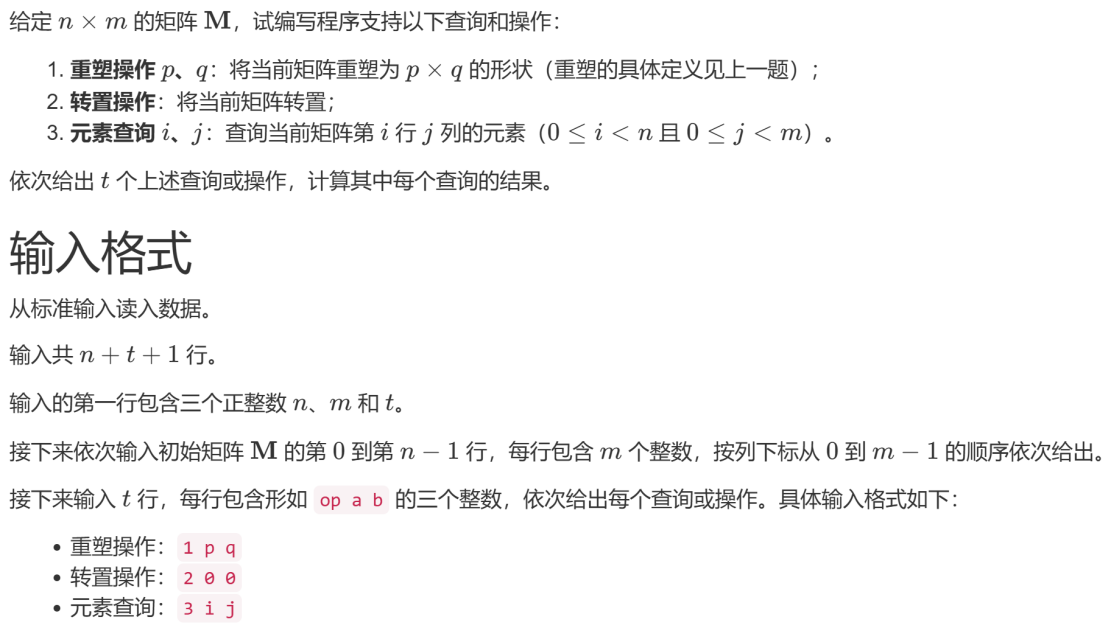 给定 n × m 的矩阵 M，试编写程序支持以下查询和操作：
1. 重塑操作 p、q：将当前矩阵重塑为 p × q 的形状（重塑的具体定义见上一题）；
2. 转置操作：将当前矩阵转置；
3. 元素查询 i、j：查询当前矩阵第 i 行 j 列的元素（0 ≤ i < n 且 0 ≤ j < m）。
依次给出 t 个上述查询或操作，计算其中每个查询的结果。
输入格式
从标准输入读入数据。
输入共 n + t + 1 行。
输入的第一行包含三个正整数 n、m 和 t。
接下来依次输入初始矩阵 M 的第 0 到第 n − 1 行，每行包含 m 个整数，按列下标从 0 到 m − 1 的顺序依次给出。
接下来输入 t 行，每行包含形如 op a b 的三个整数，依次给出每个查询或操作。具体输入格式如下：
• 重塑操作：1 p q
• 转置操作：2 0 0
• 元素查询：3 i j